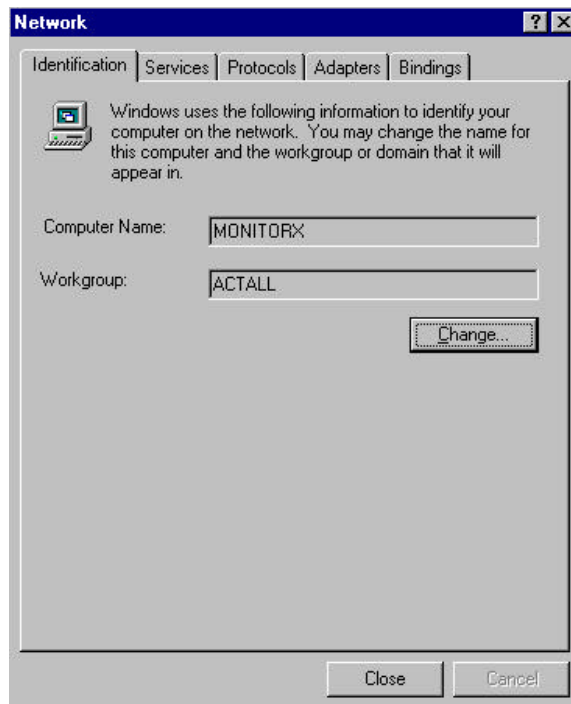 Network
Identification Services Protocols Adapters Bindings
Windows uses the following information to identify your
computer on the network. You may change the name for
this computer and the workgroup or domain that it will
appear in.
Computer Name: MONITORX
Workgroup: ACTALL
Change...
Close Cancel